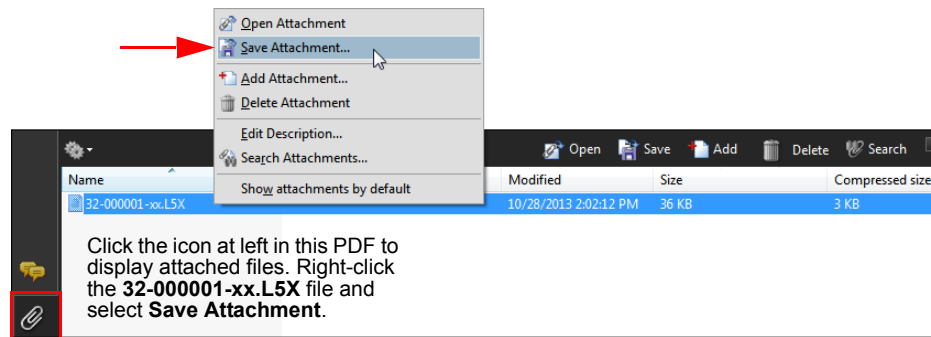 Open Attachment
Save Attachment...
Add Attachment...
Delete Attachment
Edit Description...
Search Attachments...
Show attachments by default
Open Save Add Delete Search
Name Modified Size Compressed size
32-000001-xx.L5X 10/28/2013 2:02:12 PM 36 KB 3 KB
Click the icon at left in this PDF to
display attached files. Right-click
the 32-000001-xx.L5X file and
select Save Attachment.